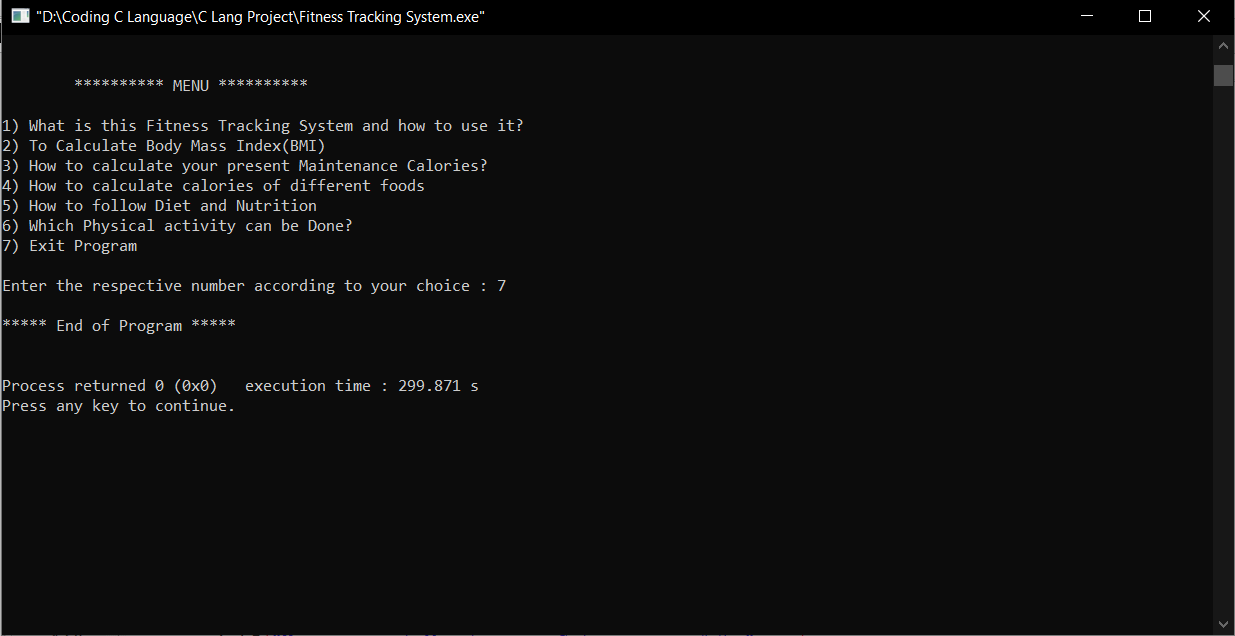 "D:\Coding C Language\C Lang Project\Fitness Tracking System.exe"
********** MENU **********
1) What is this Fitness Tracking System and how to use it?
2) To Calculate Body Mass Index(BMI)
3) How to calculate your present Maintenance Calories?
4) How to calculate calories of different foods
5) How to follow Diet and Nutrition
6) Which Physical activity can be Done?
7) Exit Program
Enter the respective number according to your choice : 7
***** End of Program *****
Process returned 0 (0x0)   execution time : 299.871 s
Press any key to continue.